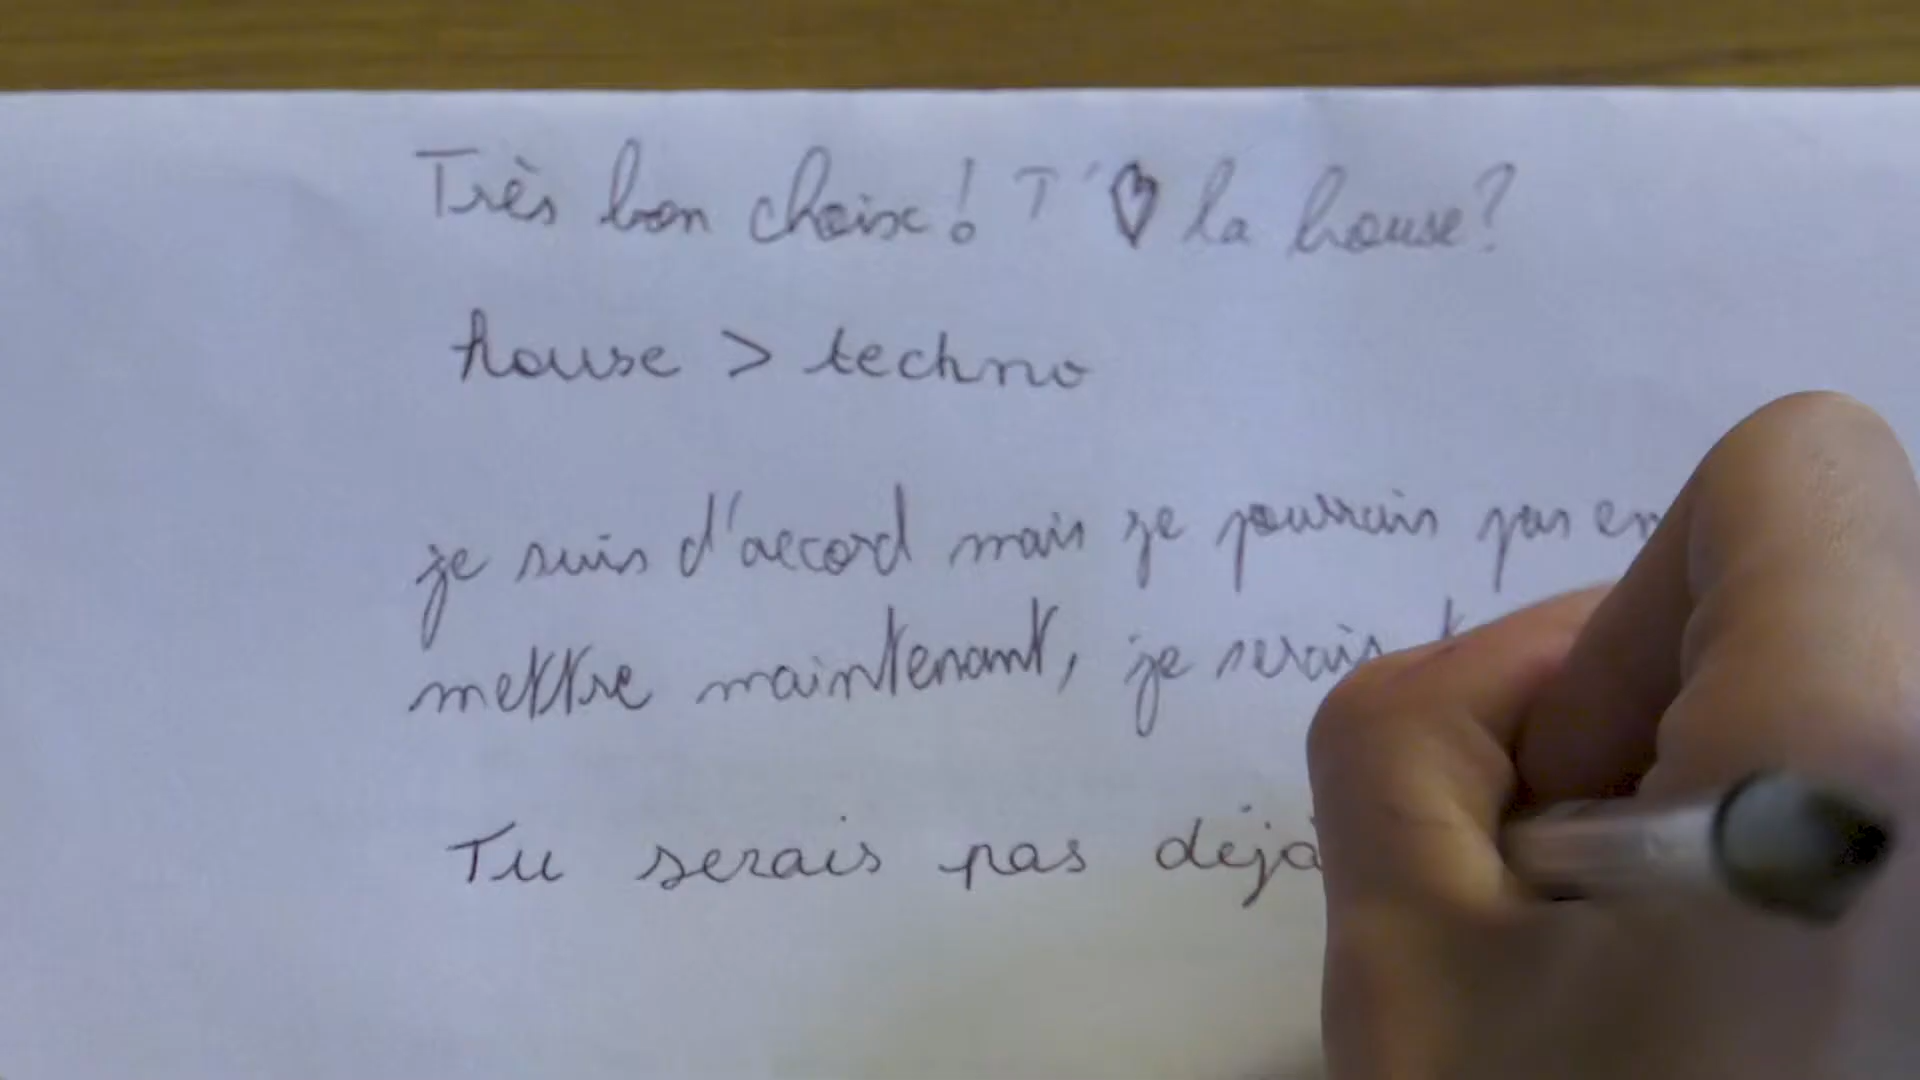 Très bon choix ! T'♡ la house ?
house > techno
je suis d'accord mais je pourrais pas en
mettre maintenant, je serais
Tu serais pas déjà